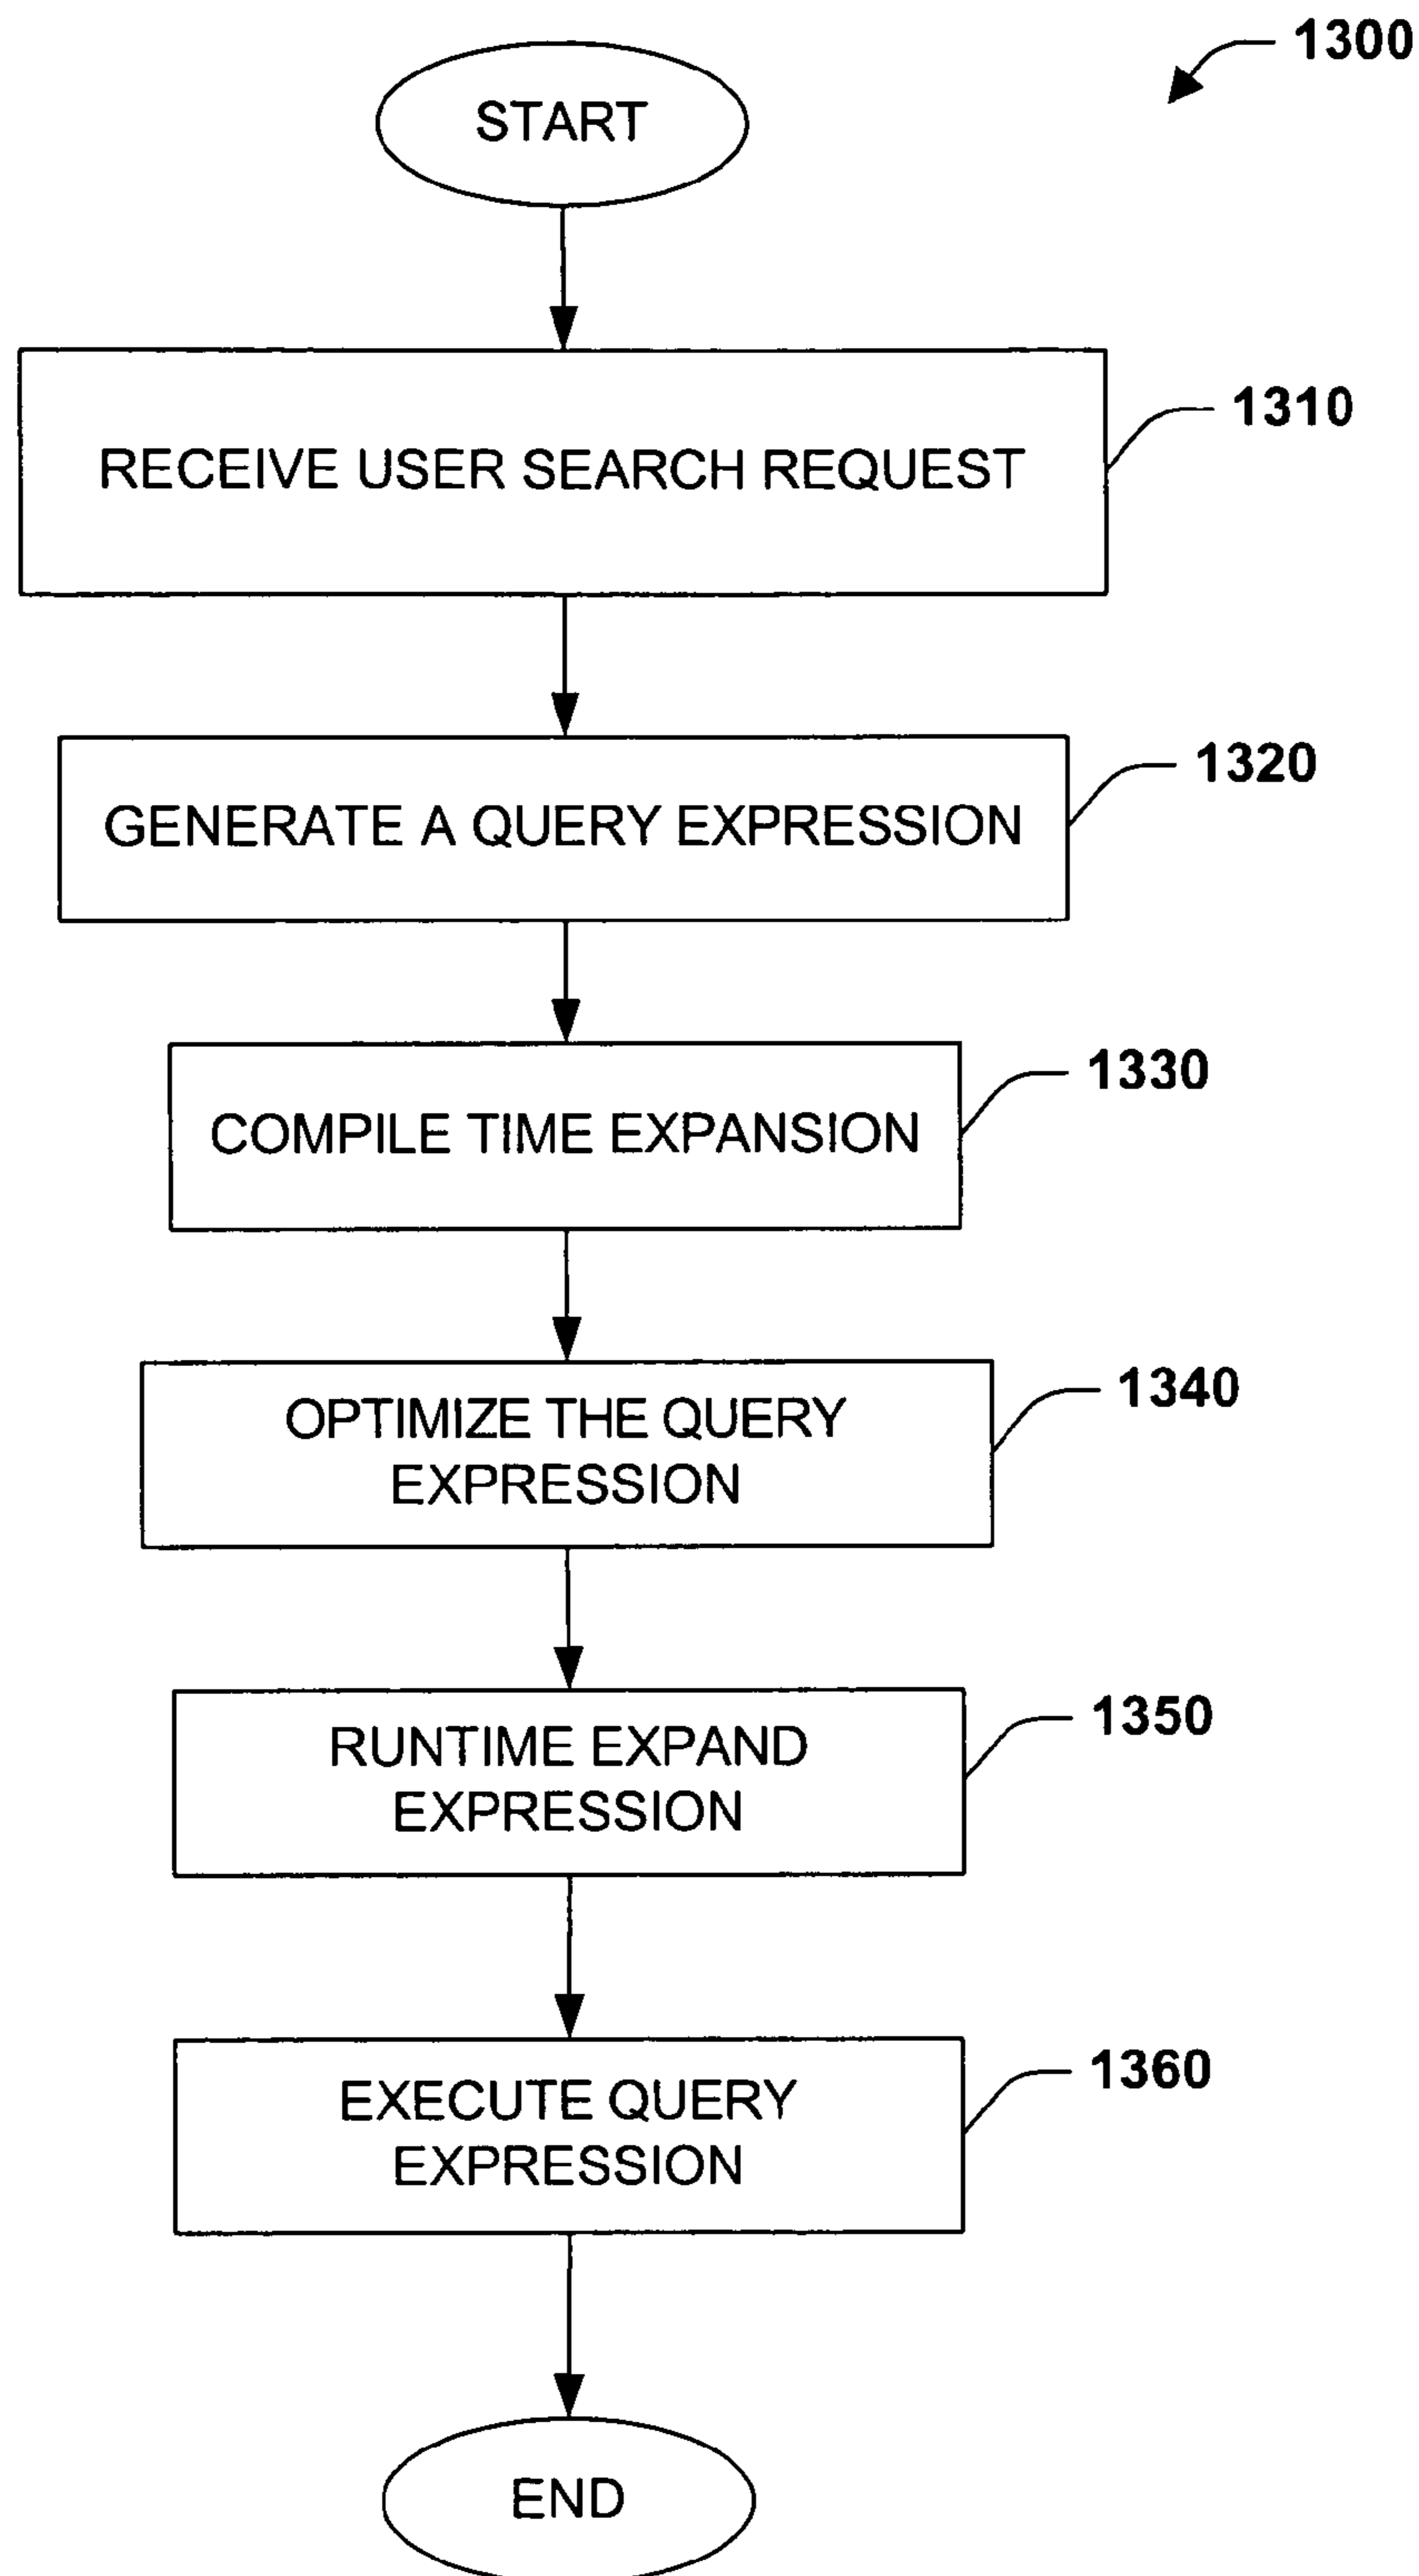 1300
START
RECEIVE USER SEARCH REQUEST
1310
GENERATE A QUERY EXPRESSION
1320
COMPILE TIME EXPANSION
1330
OPTIMIZE THE QUERY
EXPRESSION
1340
RUNTIME EXPAND
EXPRESSION
1350
EXECUTE QUERY
EXPRESSION
1360
END